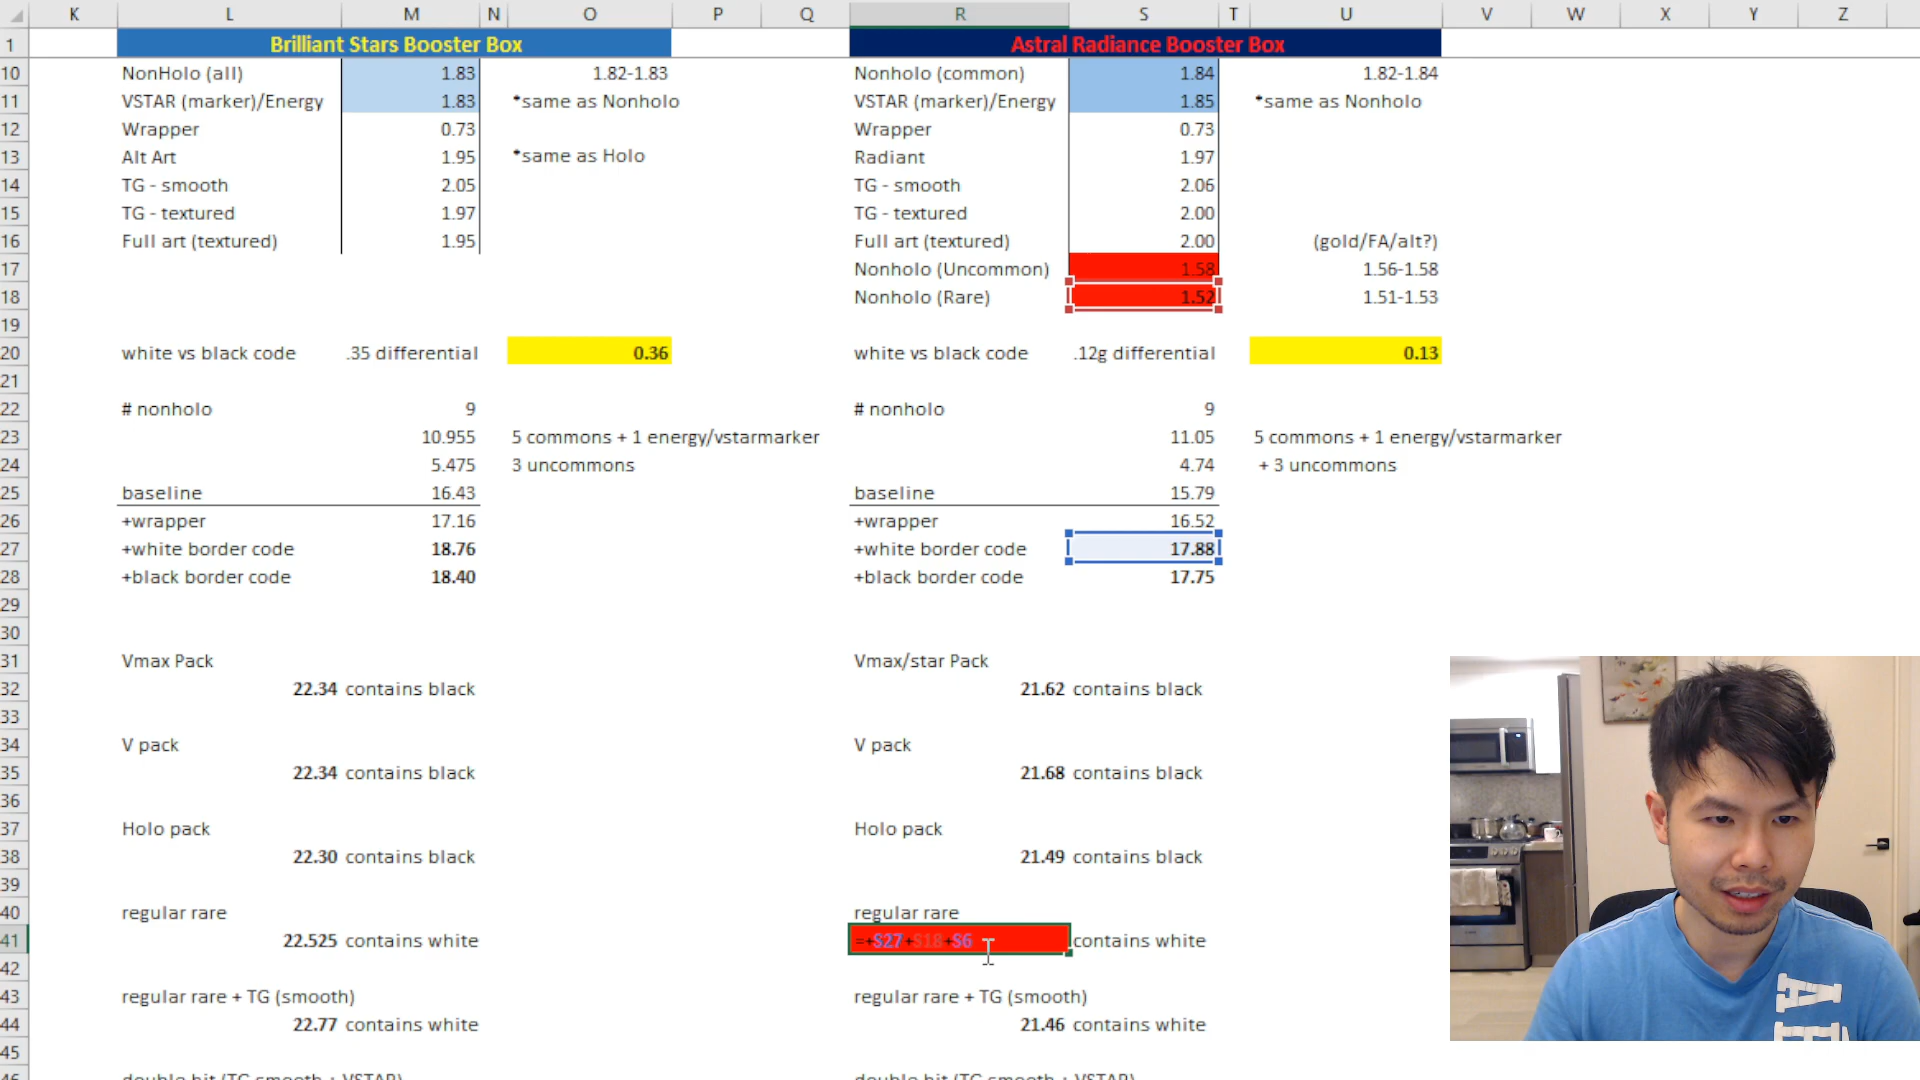 K L M N O P Q R S T U V W X Y Z
1 Brilliant Stars Booster Box Astral Radiance Booster Box
10 NonHolo (all) 1.83 1.82-1.83 Nonholo (common) 1.84 1.82-1.84
11 VSTAR (marker)/Energy 1.83 *same as Nonholo VSTAR (marker)/Energy 1.85 *same as Nonholo
12 Wrapper 0.73 Wrapper 0.73
13 Alt Art 1.95 *same as Holo Radiant 1.97
14 TG - smooth 2.05 TG - smooth 2.06
15 TG - textured 1.97 TG - textured 2.00
16 Full art (textured) 1.95 Full art (textured) 2.00 (gold/FA/alt?)
17 Nonholo (Uncommon) 1.58 1.56-1.58
18 Nonholo (Rare) 1.52 1.51-1.53
19
20 white vs black code .35 differential 0.36 white vs black code .12g differential 0.13
21
22 # nonholo 9 # nonholo 9
23 10.955 5 commons + 1 energy/vstarmarker 11.05 5 commons + 1 energy/vstarmarker
24 5.475 3 uncommons 4.74 + 3 uncommons
25 baseline 16.43 baseline 15.79
26 +wrapper 17.16 +wrapper 16.52
27 +white border code 18.76 +white border code 17.88
28 +black border code 18.40 +black border code 17.75
29
30
31 Vmax Pack Vmax/star Pack
32 22.34 contains black 21.62 contains black
33
34 V pack V pack
35 22.34 contains black 21.68 contains black
36
37 Holo pack Holo pack
38 22.30 contains black 21.49 contains black
39
40 regular rare regular rare
41 22.525 contains white =+S27+S18+S6 contains white
42
43 regular rare + TG (smooth) regular rare + TG (smooth)
44 22.77 contains white 21.46 contains white
45
46 double hit (TG smooth + VSTAR) double hit (TG smooth + VSTAR)